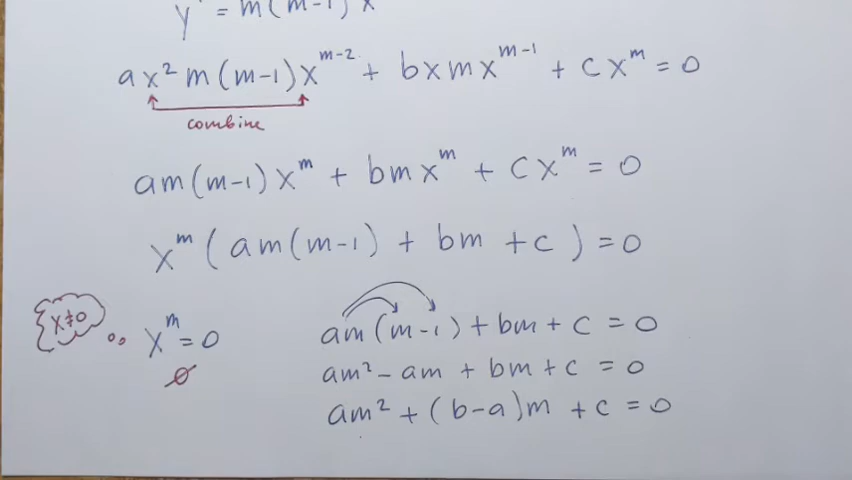 y'' = m(m-1) x
ax² m(m-1)x^{m-2} + bxmx^{m-1} + cx^m = 0
combine
am(m-1)x^m + bmx^m + cx^m = 0
x^m (am(m-1) + bm + c) = 0
x≠0
x^m = 0
∅
am(m-1) + bm + c = 0
am² - am + bm + c = 0
am² + (b-a)m + c = 0